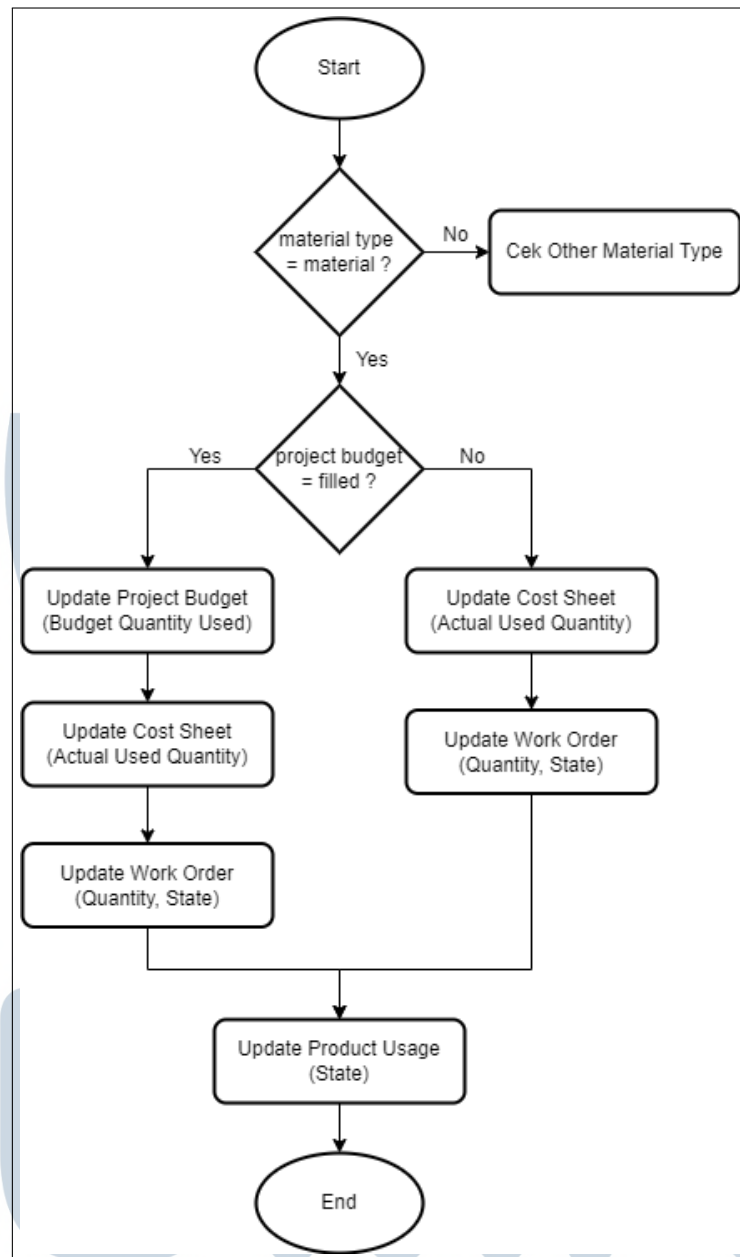 Start
material type
= material ?
No
Cek Other Material Type
Yes
project budget
= filled ?
Yes
No
Update Project Budget
(Budget Quantity Used)
Update Cost Sheet
(Actual Used Quantity)
Update Cost Sheet
(Actual Used Quantity)
Update Work Order
(Quantity, State)
Update Work Order
(Quantity, State)
Update Product Usage
(State)
End